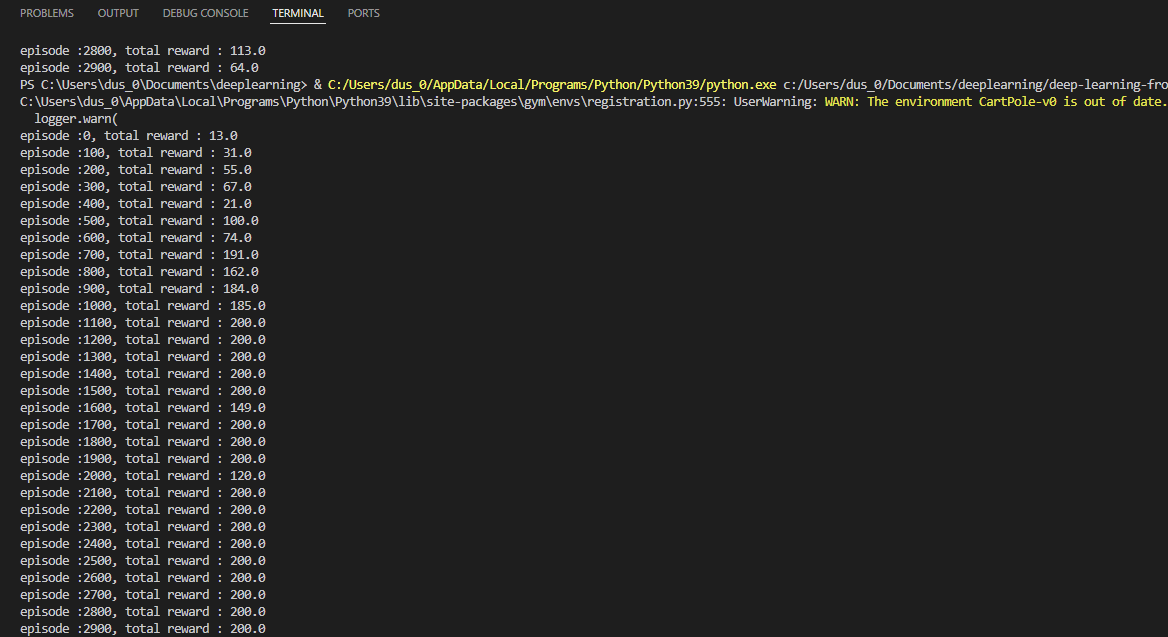 PROBLEMS OUTPUT DEBUG CONSOLE TERMINAL PORTS
episode :2800, total reward : 113.0
episode :2900, total reward : 64.0
PS C:\Users\dus_0\Documents\deeplearning> & C:/Users/dus_0/AppData/Local/Programs/Python/Python39/python.exe c:/Users/dus_0/Documents/deeplearning/deep-learning-fro
C:\Users\dus_0\AppData\Local\Programs\Python\Python39\lib\site-packages\gym\envs\registration.py:555: UserWarning: WARN: The environment CartPole-v0 is out of date.
logger.warn(
episode :0, total reward : 13.0
episode :100, total reward : 31.0
episode :200, total reward : 55.0
episode :300, total reward : 67.0
episode :400, total reward : 21.0
episode :500, total reward : 100.0
episode :600, total reward : 74.0
episode :700, total reward : 191.0
episode :800, total reward : 162.0
episode :900, total reward : 184.0
episode :1000, total reward : 185.0
episode :1100, total reward : 200.0
episode :1200, total reward : 200.0
episode :1300, total reward : 200.0
episode :1400, total reward : 200.0
episode :1500, total reward : 200.0
episode :1600, total reward : 149.0
episode :1700, total reward : 200.0
episode :1800, total reward : 200.0
episode :1900, total reward : 200.0
episode :2000, total reward : 120.0
episode :2100, total reward : 200.0
episode :2200, total reward : 200.0
episode :2300, total reward : 200.0
episode :2400, total reward : 200.0
episode :2500, total reward : 200.0
episode :2600, total reward : 200.0
episode :2700, total reward : 200.0
episode :2800, total reward : 200.0
episode :2900, total reward : 200.0